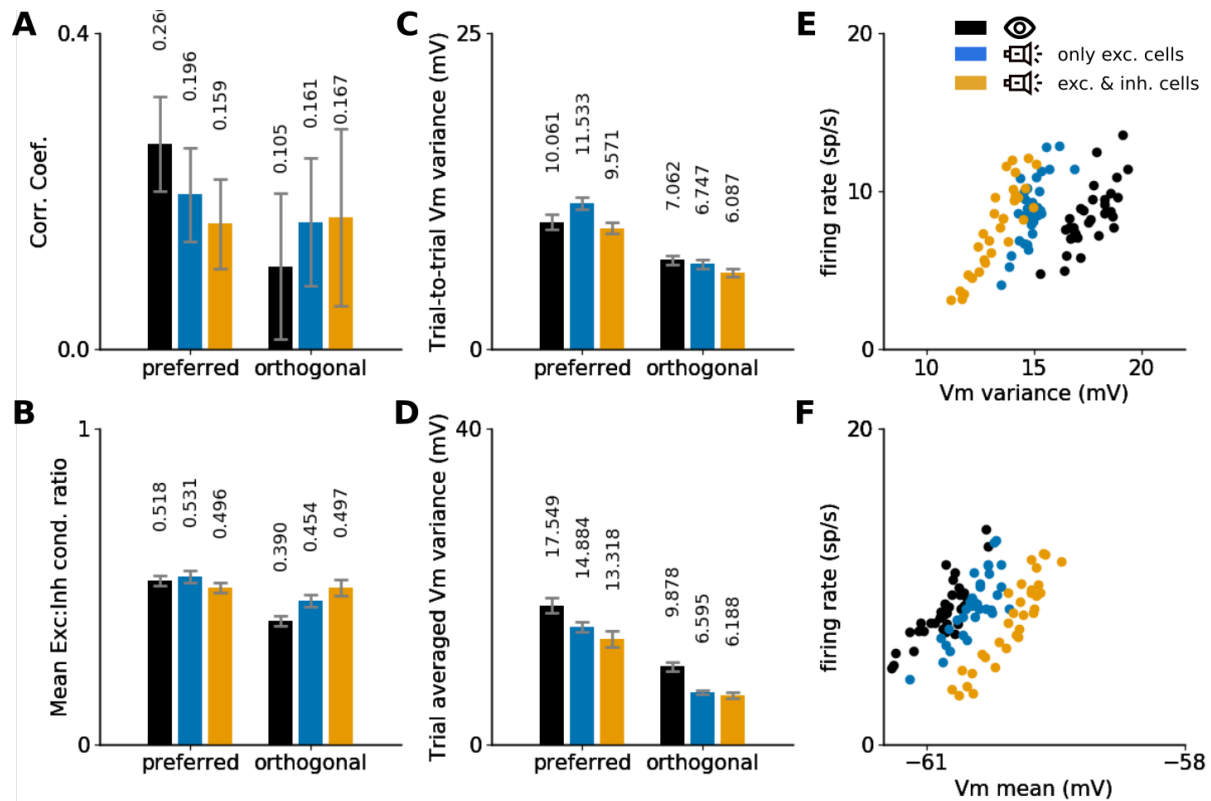 A
0.4
0.0
Corr. Coef.
0.26
0.196
0.159
0.105
0.161
0.167
preferred
orthogonal
B
1
0
Mean Exc:Inh cond. ratio
0.518
0.531
0.496
0.390
0.454
0.497
preferred
orthogonal
C
25
0
Trial-to-trial Vm variance (mV)
10.061
11.533
9.571
7.062
6.747
6.087
preferred
orthogonal
D
40
0
Trial averaged Vm variance (mV)
17.549
14.884
13.318
9.878
6.595
6.188
preferred
orthogonal
E
only exc. cells
exc. & inh. cells
20
10
0
firing rate (sp/s)
10
15
20
Vm variance (mV)
F
20
0
firing rate (sp/s)
−61
−58
Vm mean (mV)